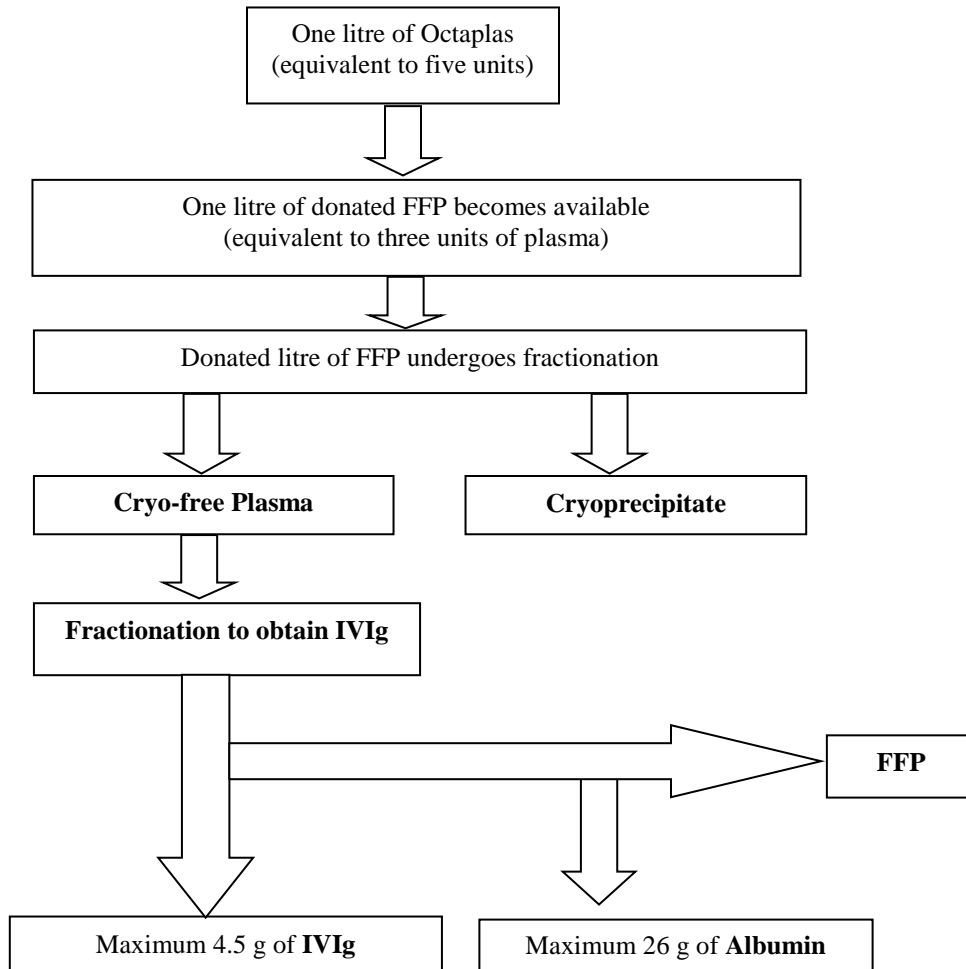 One litre of Octaplas
(equivalent to five units)
One litre of donated FFP becomes available
(equivalent to three units of plasma)
Donated litre of FFP undergoes fractionation
Cryo-free Plasma
Cryoprecipitate
Fractionation to obtain IVIg
FFP
Maximum 4.5 g of IVIg
Maximum 26 g of Albumin